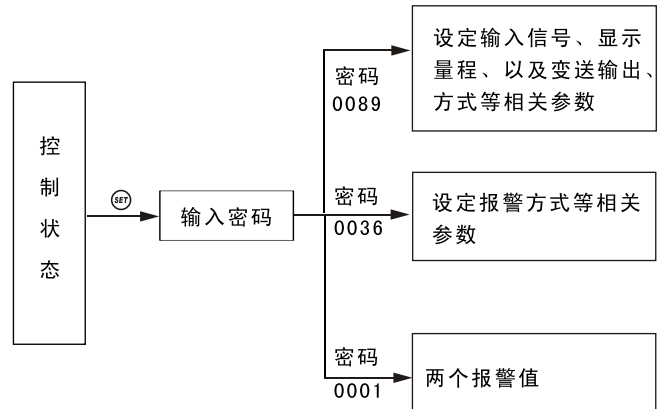 控
制
状
态
SET
输入密码
密码
0089
设定输入信号、显示
量程、以及变送输出、
方式等相关参数
密码
0036
设定报警方式等相关
参数
密码
0001
两个报警值